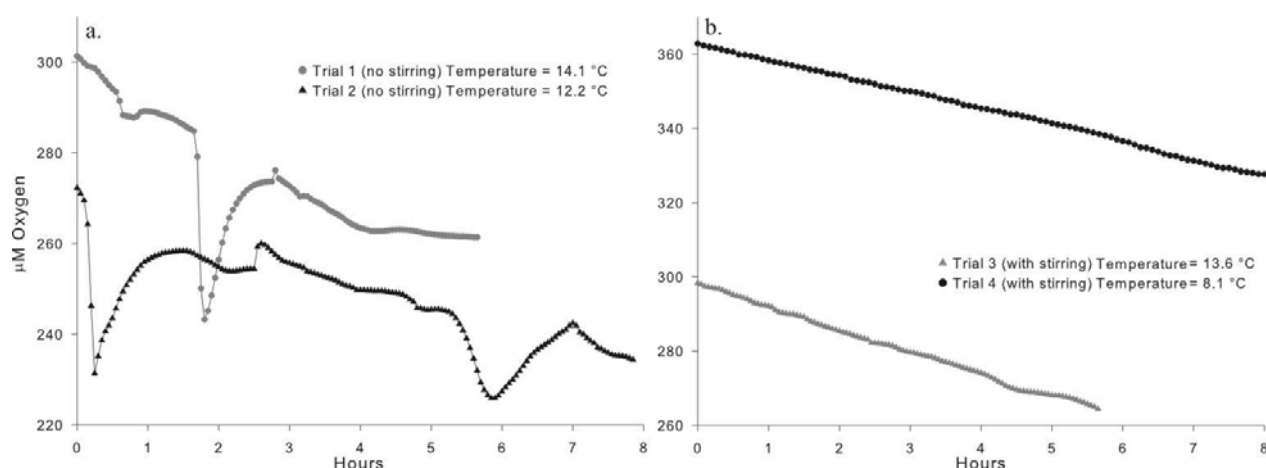 a.
300
280
260
240
220
μM Oxygen
Trial 1 (no stirring) Temperature = 14.1 °C
Trial 2 (no stirring) Temperature = 12.2 °C
0 1 2 3 4 5 6 7 8
Hours
b.
360
340
320
300
280
260
Trial 3 (with stirring) Temperature = 13.6 °C
Trial 4 (with stirring) Temperature = 8.1 °C
0 1 2 3 4 5 6 7 8
Hours